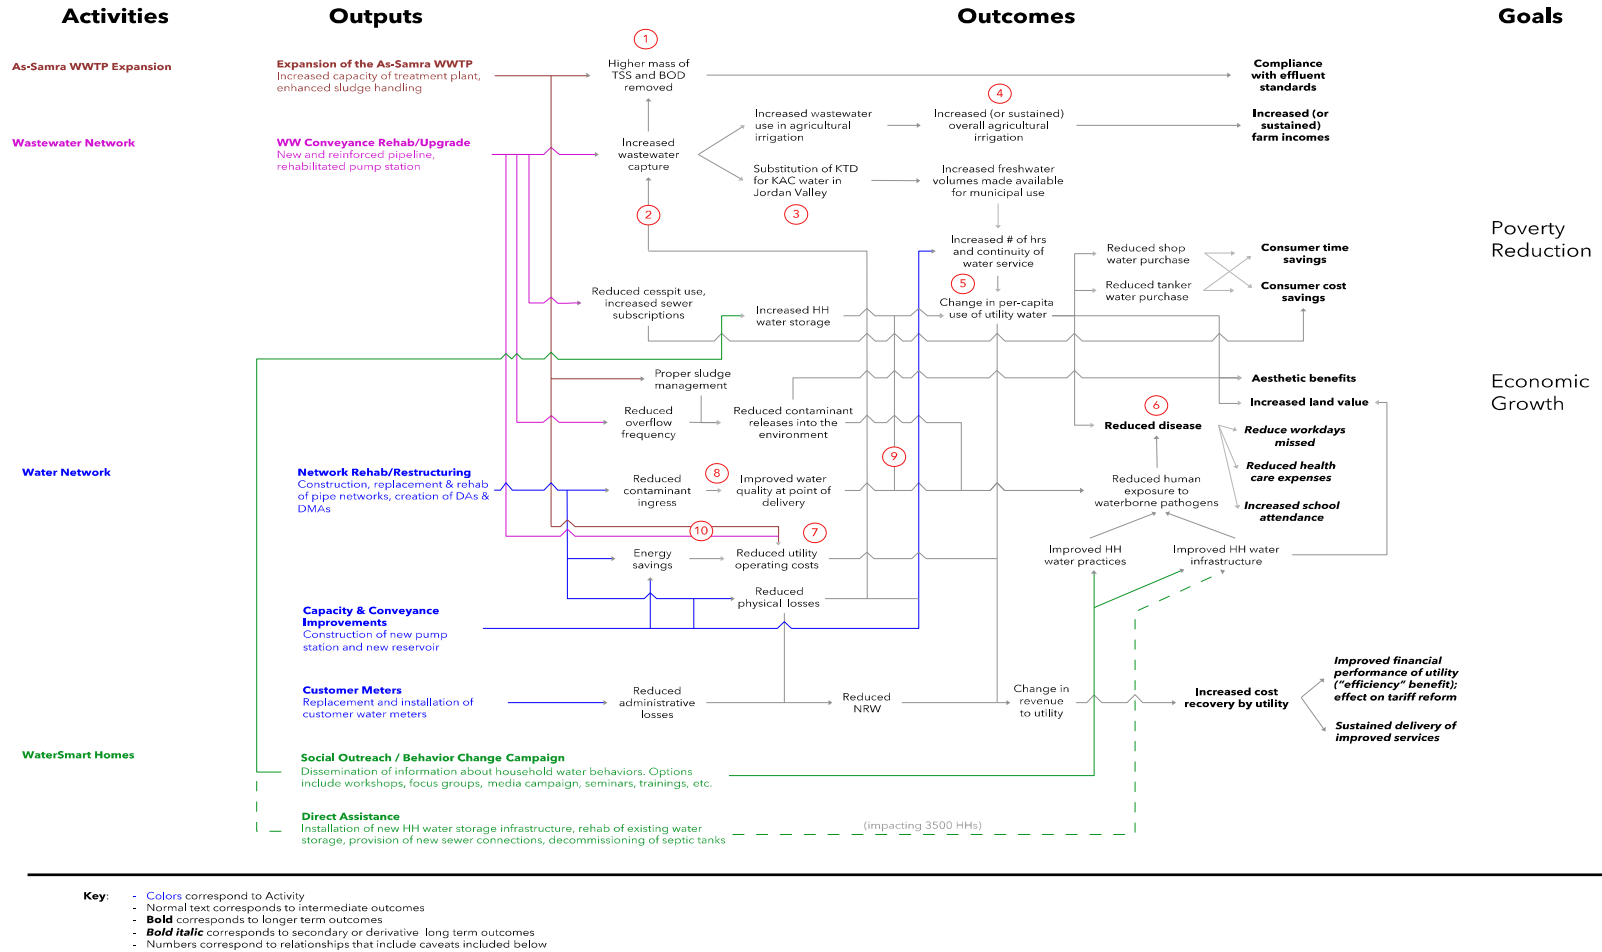 Activities
Outputs
Outcomes
Goals
As-Samra WWTP Expansion
Expansion of the As-Samra WWTP
Increased capacity of treatment plant,
enhanced sludge handling
1
Higher mass of
TSS and BOD
removed
Compliance
with effluent
standards
Wastewater Network
WW Conveyance Rehab/Upgrade
New and reinforced pipeline,
rehabilitated pump station
Increased
wastewater
capture
Increased wastewater
use in agricultural
irrigation
4
Increased (or sustained)
overall agricultural
irrigation
Increased (or
sustained)
farm incomes
Substitution of KTD
for KAC water in
Jordan Valley
Increased freshwater
volumes made available
for municipal use
2
3
Increased # of hrs
and continuity of
water service
Reduced shop
water purchase
Consumer time
savings
Poverty
Reduction
Reduced cesspit use,
increased sewer
subscriptions
Increased HH
water storage
5
Change in per-capita
use of utility water
Reduced tanker
water purchase
Consumer cost
savings
Proper sludge
management
Aesthetic benefits
Economic
Growth
Increased land value
Reduced
overflow
frequency
Reduced contaminant
releases into the
environment
6
Reduced disease
Reduce workdays
missed
Reduced health
care expenses
Increased school
attendance
Water Network
Network Rehab/Restructuring
Construction, replacement & rehab
of pipe networks, creation of DAs &
DMAs
Reduced
contaminant
ingress
8
Improved water
quality at point of
delivery
9
Reduced human
exposure to
waterborne pathogens
10
7
Energy
savings
Reduced utility
operating costs
Improved HH
water practices
Improved HH water
infrastructure
Reduced
physical losses
Capacity & Conveyance
Improvements
Construction of new pump
station and new reservoir
Customer Meters
Replacement and installation of
customer water meters
Reduced
administrative
losses
Reduced
NRW
Change in
revenue
to utility
Increased cost
recovery by utility
Improved financial
performance of utility
("efficiency" benefit);
effect on tariff reform
Sustained delivery of
improved services
WaterSmart Homes
Social Outreach / Behavior Change Campaign
Dissemination of information about household water behaviors. Options
include workshops, focus groups, media campaign, seminars, trainings, etc.
Direct Assistance
Installation of new HH water storage infrastructure, rehab of existing water
storage, provision of new sewer connections, decommissioning of septic tanks
(impacting 3500 HHs)
Key:
- Colors correspond to Activity
- Normal text corresponds to intermediate outcomes
- Bold corresponds to longer term outcomes
- Bold italic corresponds to secondary or derivative long term outcomes
- Numbers correspond to relationships that include caveats included below